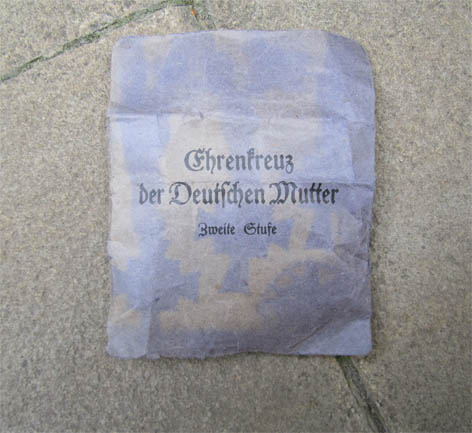 Ehrenkreuz
der Deutſchen Mutter
Zweite Stufe